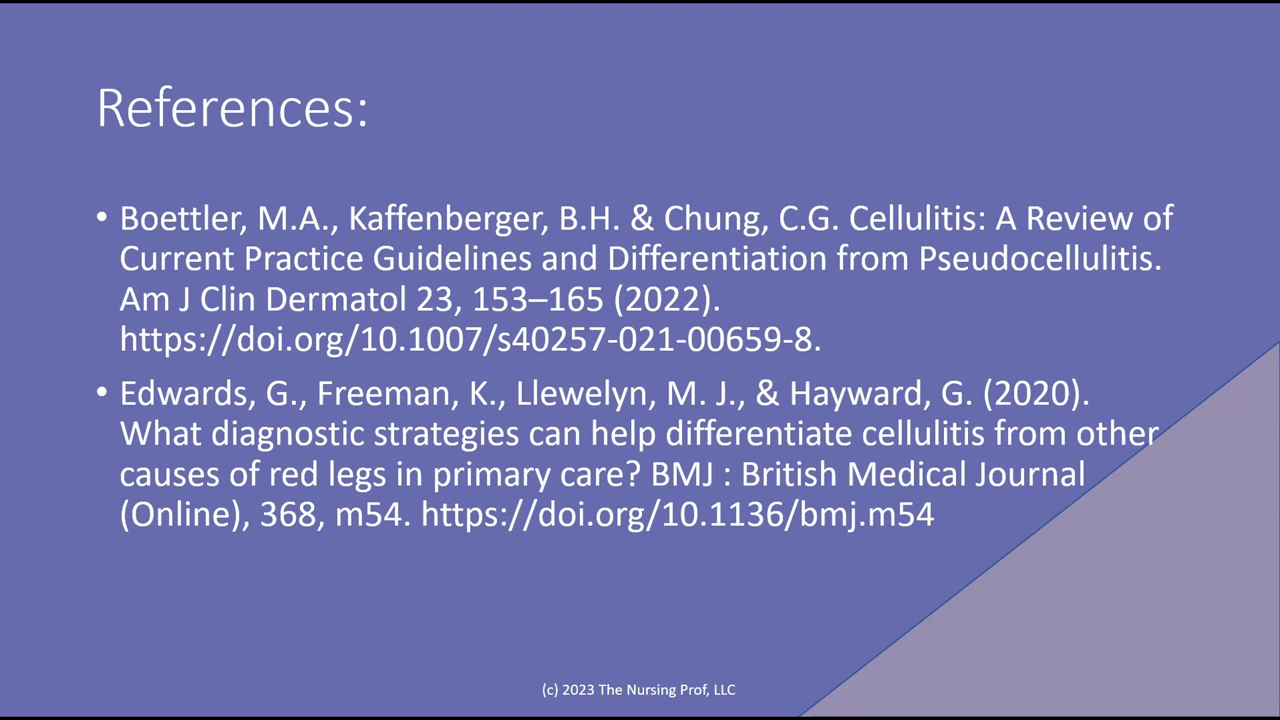 References:
• Boettler, M.A., Kaffenberger, B.H. & Chung, C.G. Cellulitis: A Review of
Current Practice Guidelines and Differentiation from Pseudocellulitis.
Am J Clin Dermatol 23, 153–165 (2022).
https://doi.org/10.1007/s40257-021-00659-8.
• Edwards, G., Freeman, K., Llewelyn, M. J., & Hayward, G. (2020).
What diagnostic strategies can help differentiate cellulitis from other
causes of red legs in primary care? BMJ : British Medical Journal
(Online), 368, m54. https://doi.org/10.1136/bmj.m54
(c) 2023 The Nursing Prof, LLC